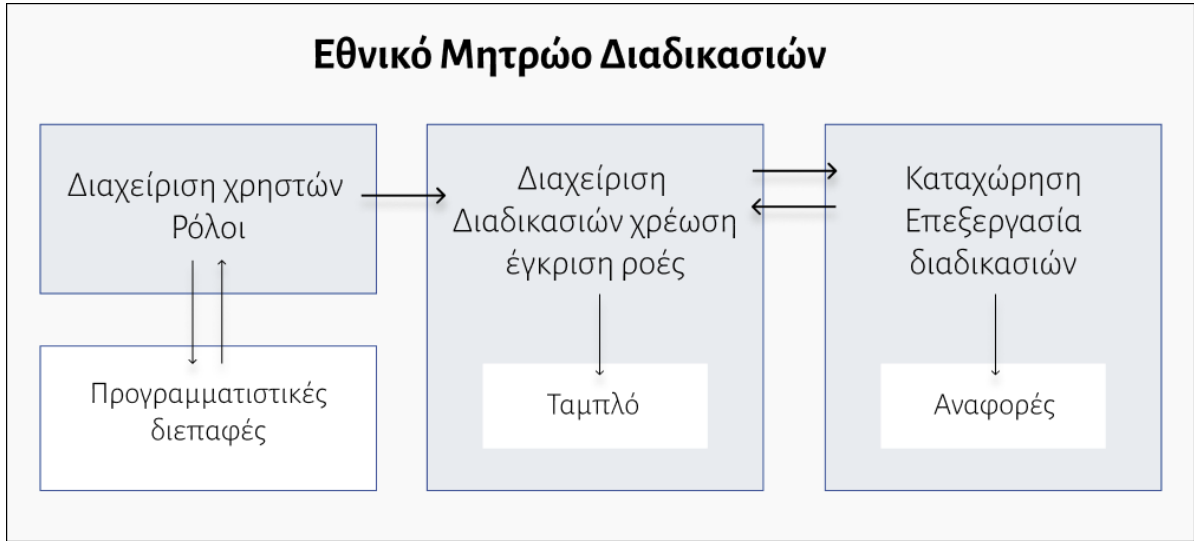 Εθνικό Μητρώο Διαδικασιών
Διαχείριση χρηστών
Ρόλοι
Προγραμματιστικές
διεπαφές
Διαχείριση
Διαδικασιών χρέωση
έγκριση ροές
Ταμπλό
Καταχώρηση
Επεξεργασία
διαδικασιών
Αναφορές